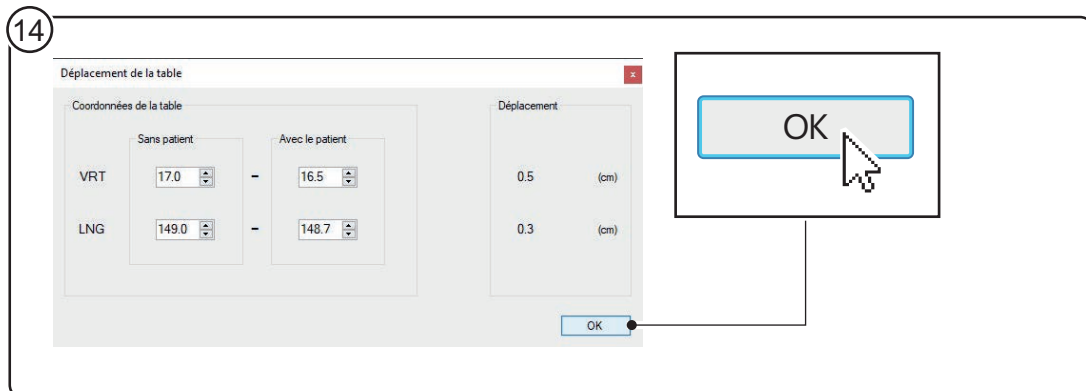 14
Déplacement de la table
x
Coordonnées de la table
Déplacement
Sans patient
Avec le patient
VRT 17.0 - 16.5 0.5 (cm)
LNG 149.0 - 148.7 0.3 (cm)
OK
OK